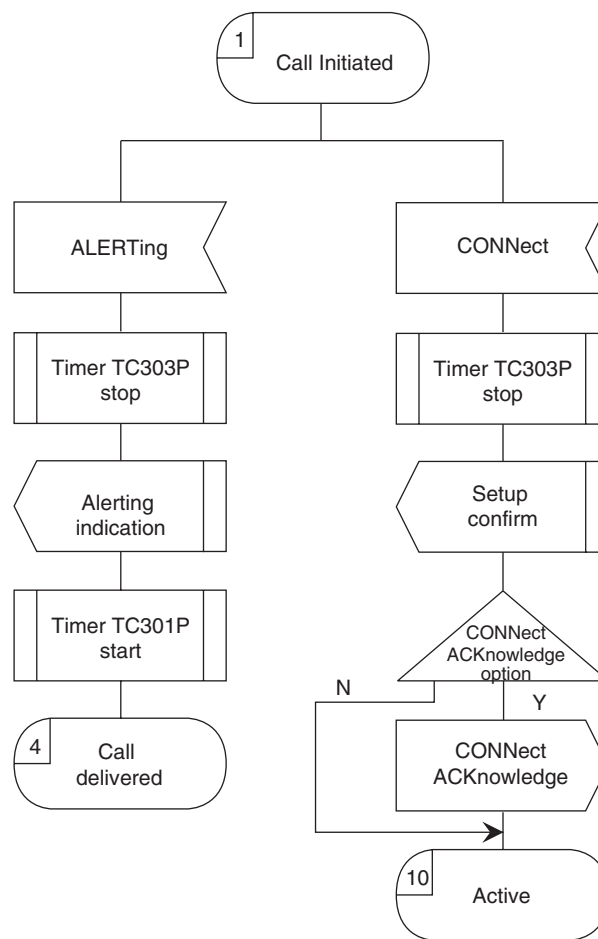 1
Call Initiated
ALERTing
CONNect
Timer TC303P
stop
Timer TC303P
stop
Alerting
indication
Setup
confirm
Timer TC301P
start
CONNect
ACKnowledge
option
N
Y
4
Call
delivered
CONNect
ACKnowledge
10
Active